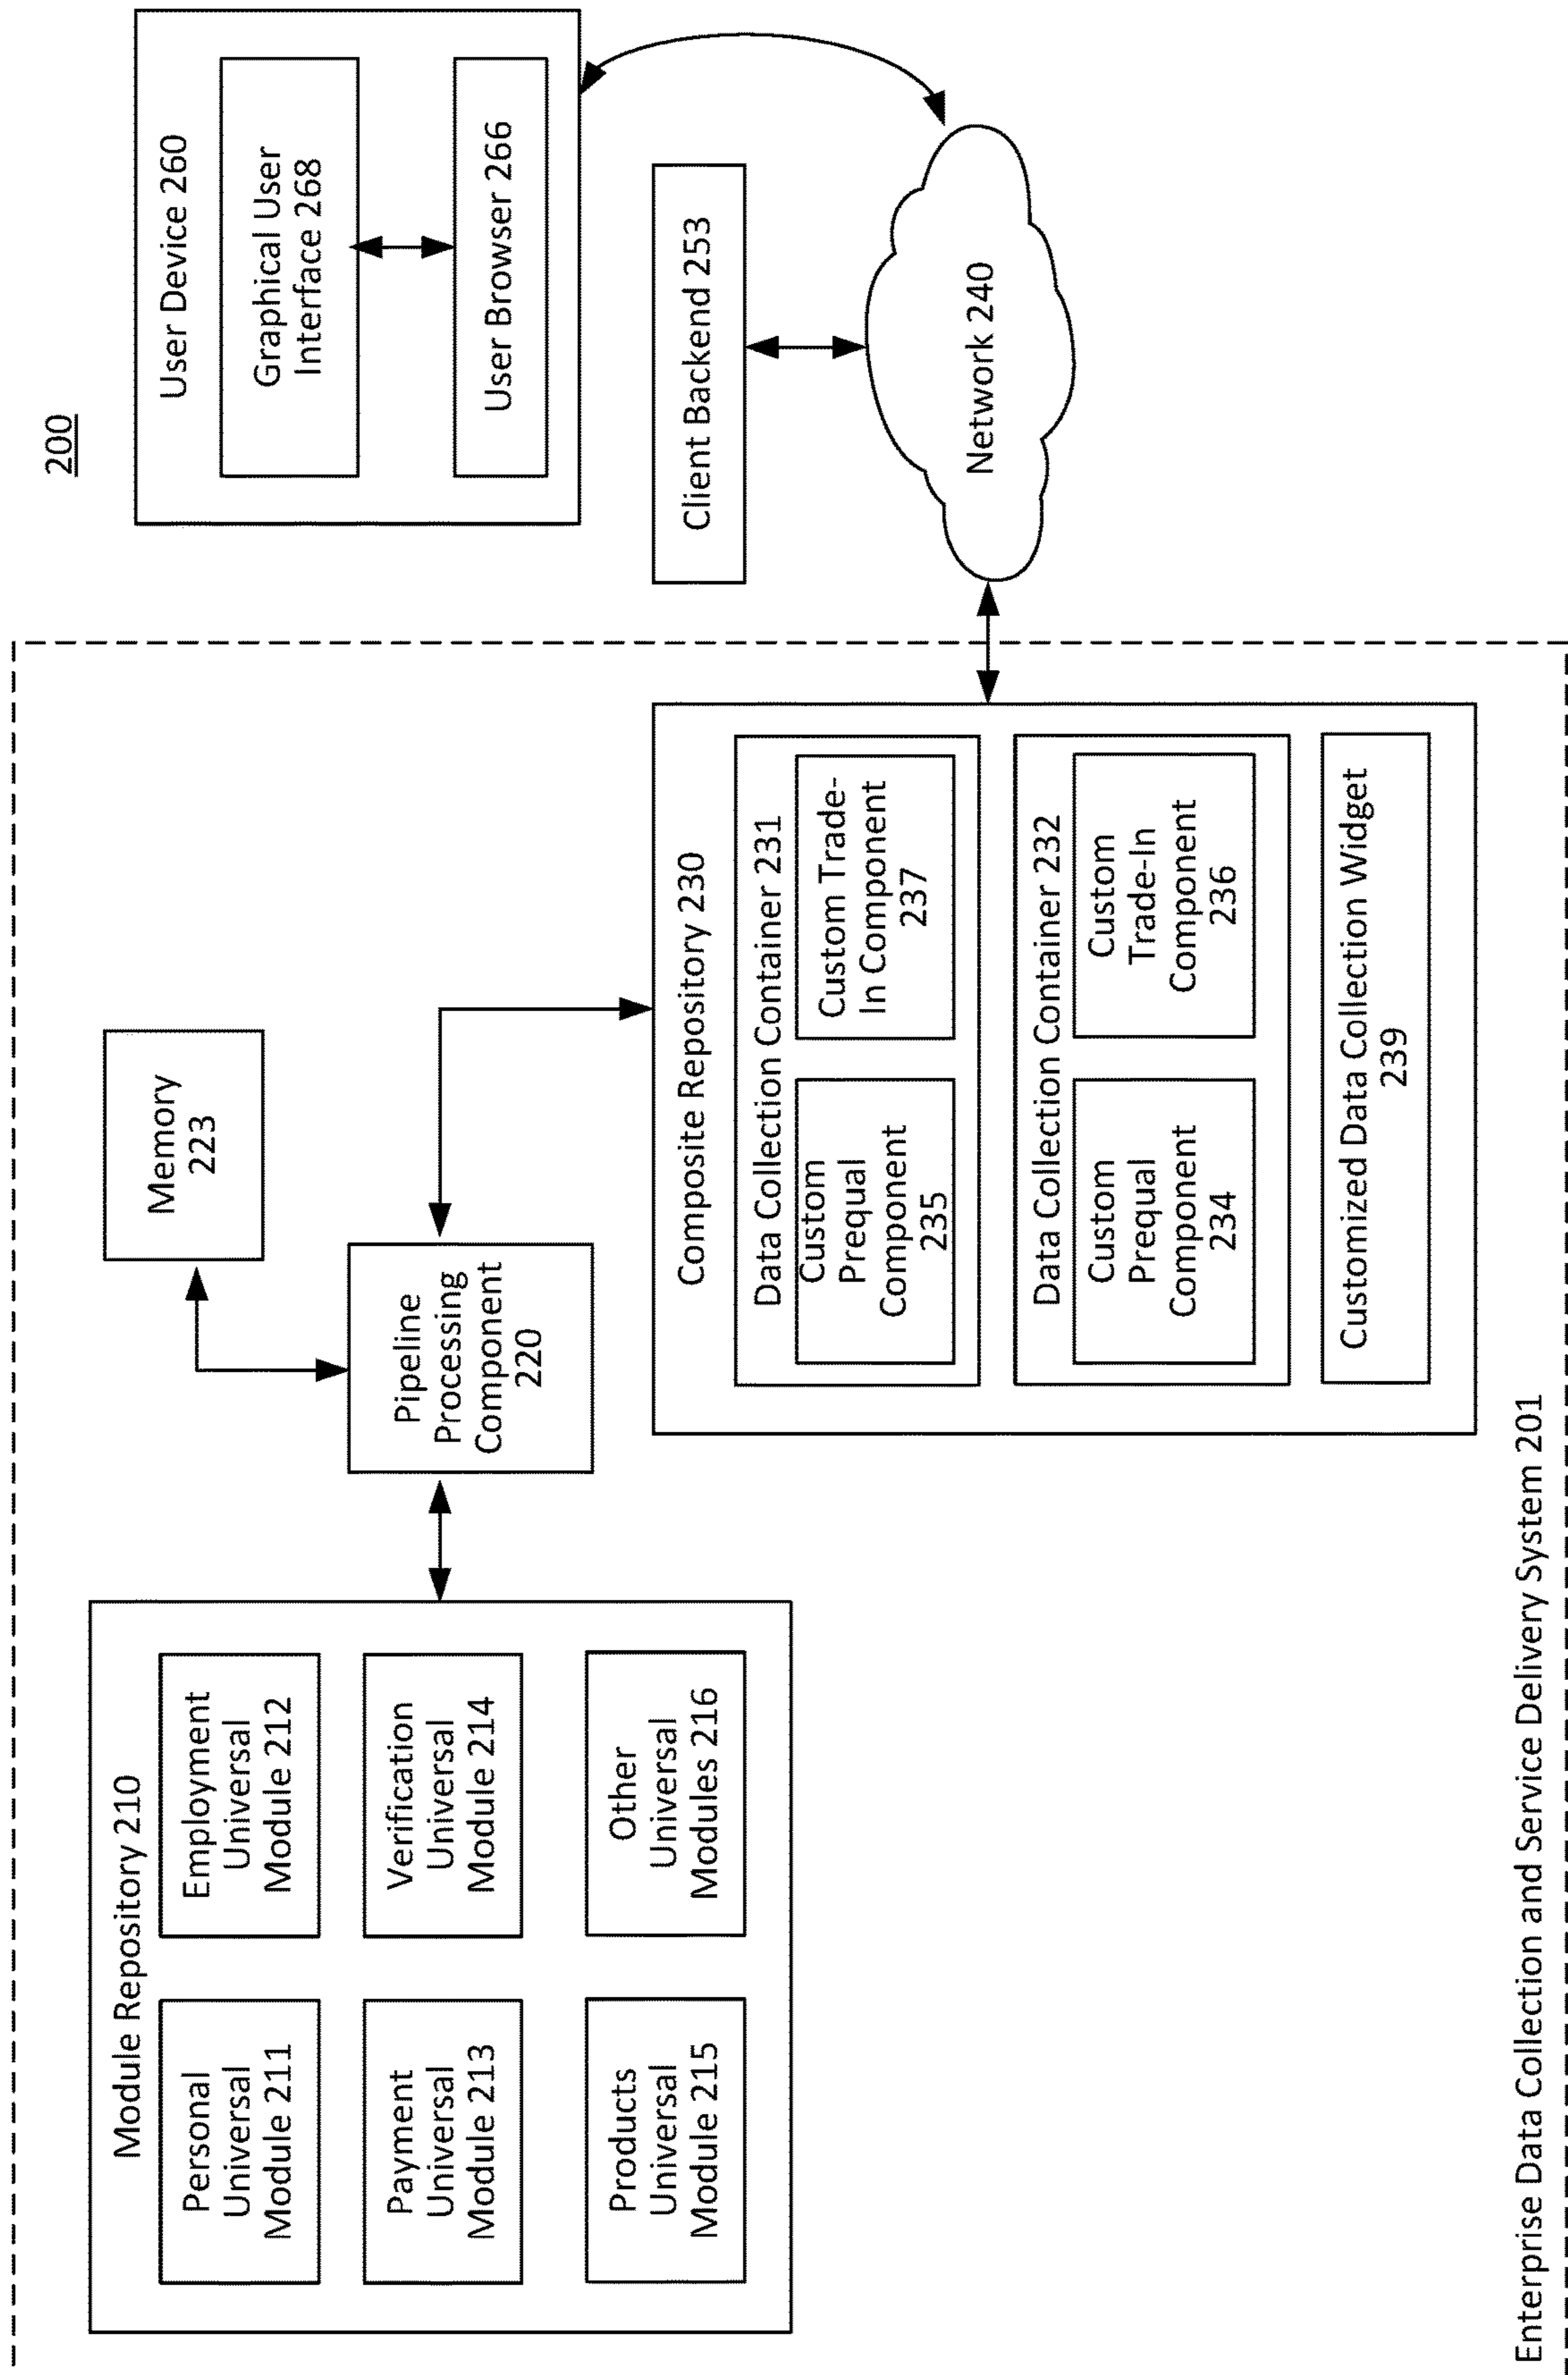 200
Module Repository 210
Personal
Universal
Module 211
Employment
Universal
Module 212
Payment
Universal
Module 213
Verification
Universal
Module 214
Products
Universal
Module 215
Other
Universal
Modules 216
Memory
223
Pipeline
Processing
Component
220
Composite Repository 230
Data Collection Container 231
Custom
Prequal
Component
235
Custom Trade-
In Component
237
Data Collection Container 232
Custom
Prequal
Component
234
Custom
Trade-In
Component
236
Customized Data Collection Widget
239
User Device 260
Graphical User
Interface 268
User Browser 266
Client Backend 253
Network 240
Enterprise Data Collection and Service Delivery System 201